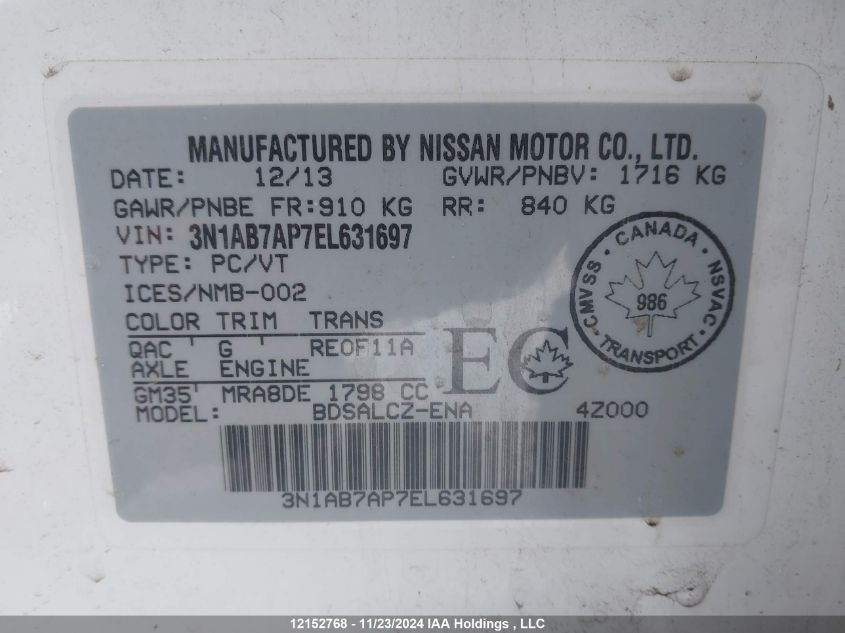 MANUFACTURED BY NISSAN MOTOR CO., LTD.
DATE: 12/13 GVWR/PNBV: 1716 KG
GAWR/PNBE FR:910 KG RR: 840 KG
VIN: 3N1AB7AP7EL631697
TYPE: PC/VT
ICES/NMB-002
COLOR TRIM TRANS
QAC G RE0F11A
AXLE ENGINE
GM35 MRA8DE 1798 CC
MODEL: BDSALCZ-ENA 4Z000
EC
CANADA
CMVSS 986 NSVAC
TRANSPORT
3N1AB7AP7EL631697
12152768 - 11/23/2024 IAA Holdings , LLC